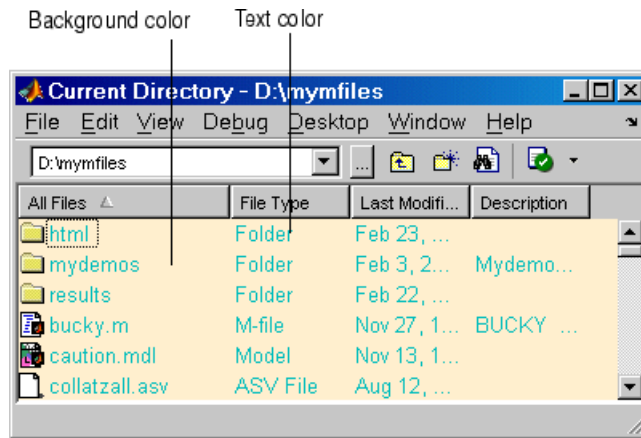 Background color Text color
Current Directory - D:\mymfiles
File Edit View Debug Desktop Window Help
D:\mymfiles ...
All Files File Type Last Modifi... Description
html Folder Feb 23, ...
mydemos Folder Feb 3, 2... Mydemo...
results Folder Feb 22, ...
bucky.m M-file Nov 27, 1... BUCKY ...
caution.mdl Model Nov 13, 1...
collatzall.asv ASV File Aug 12, ...